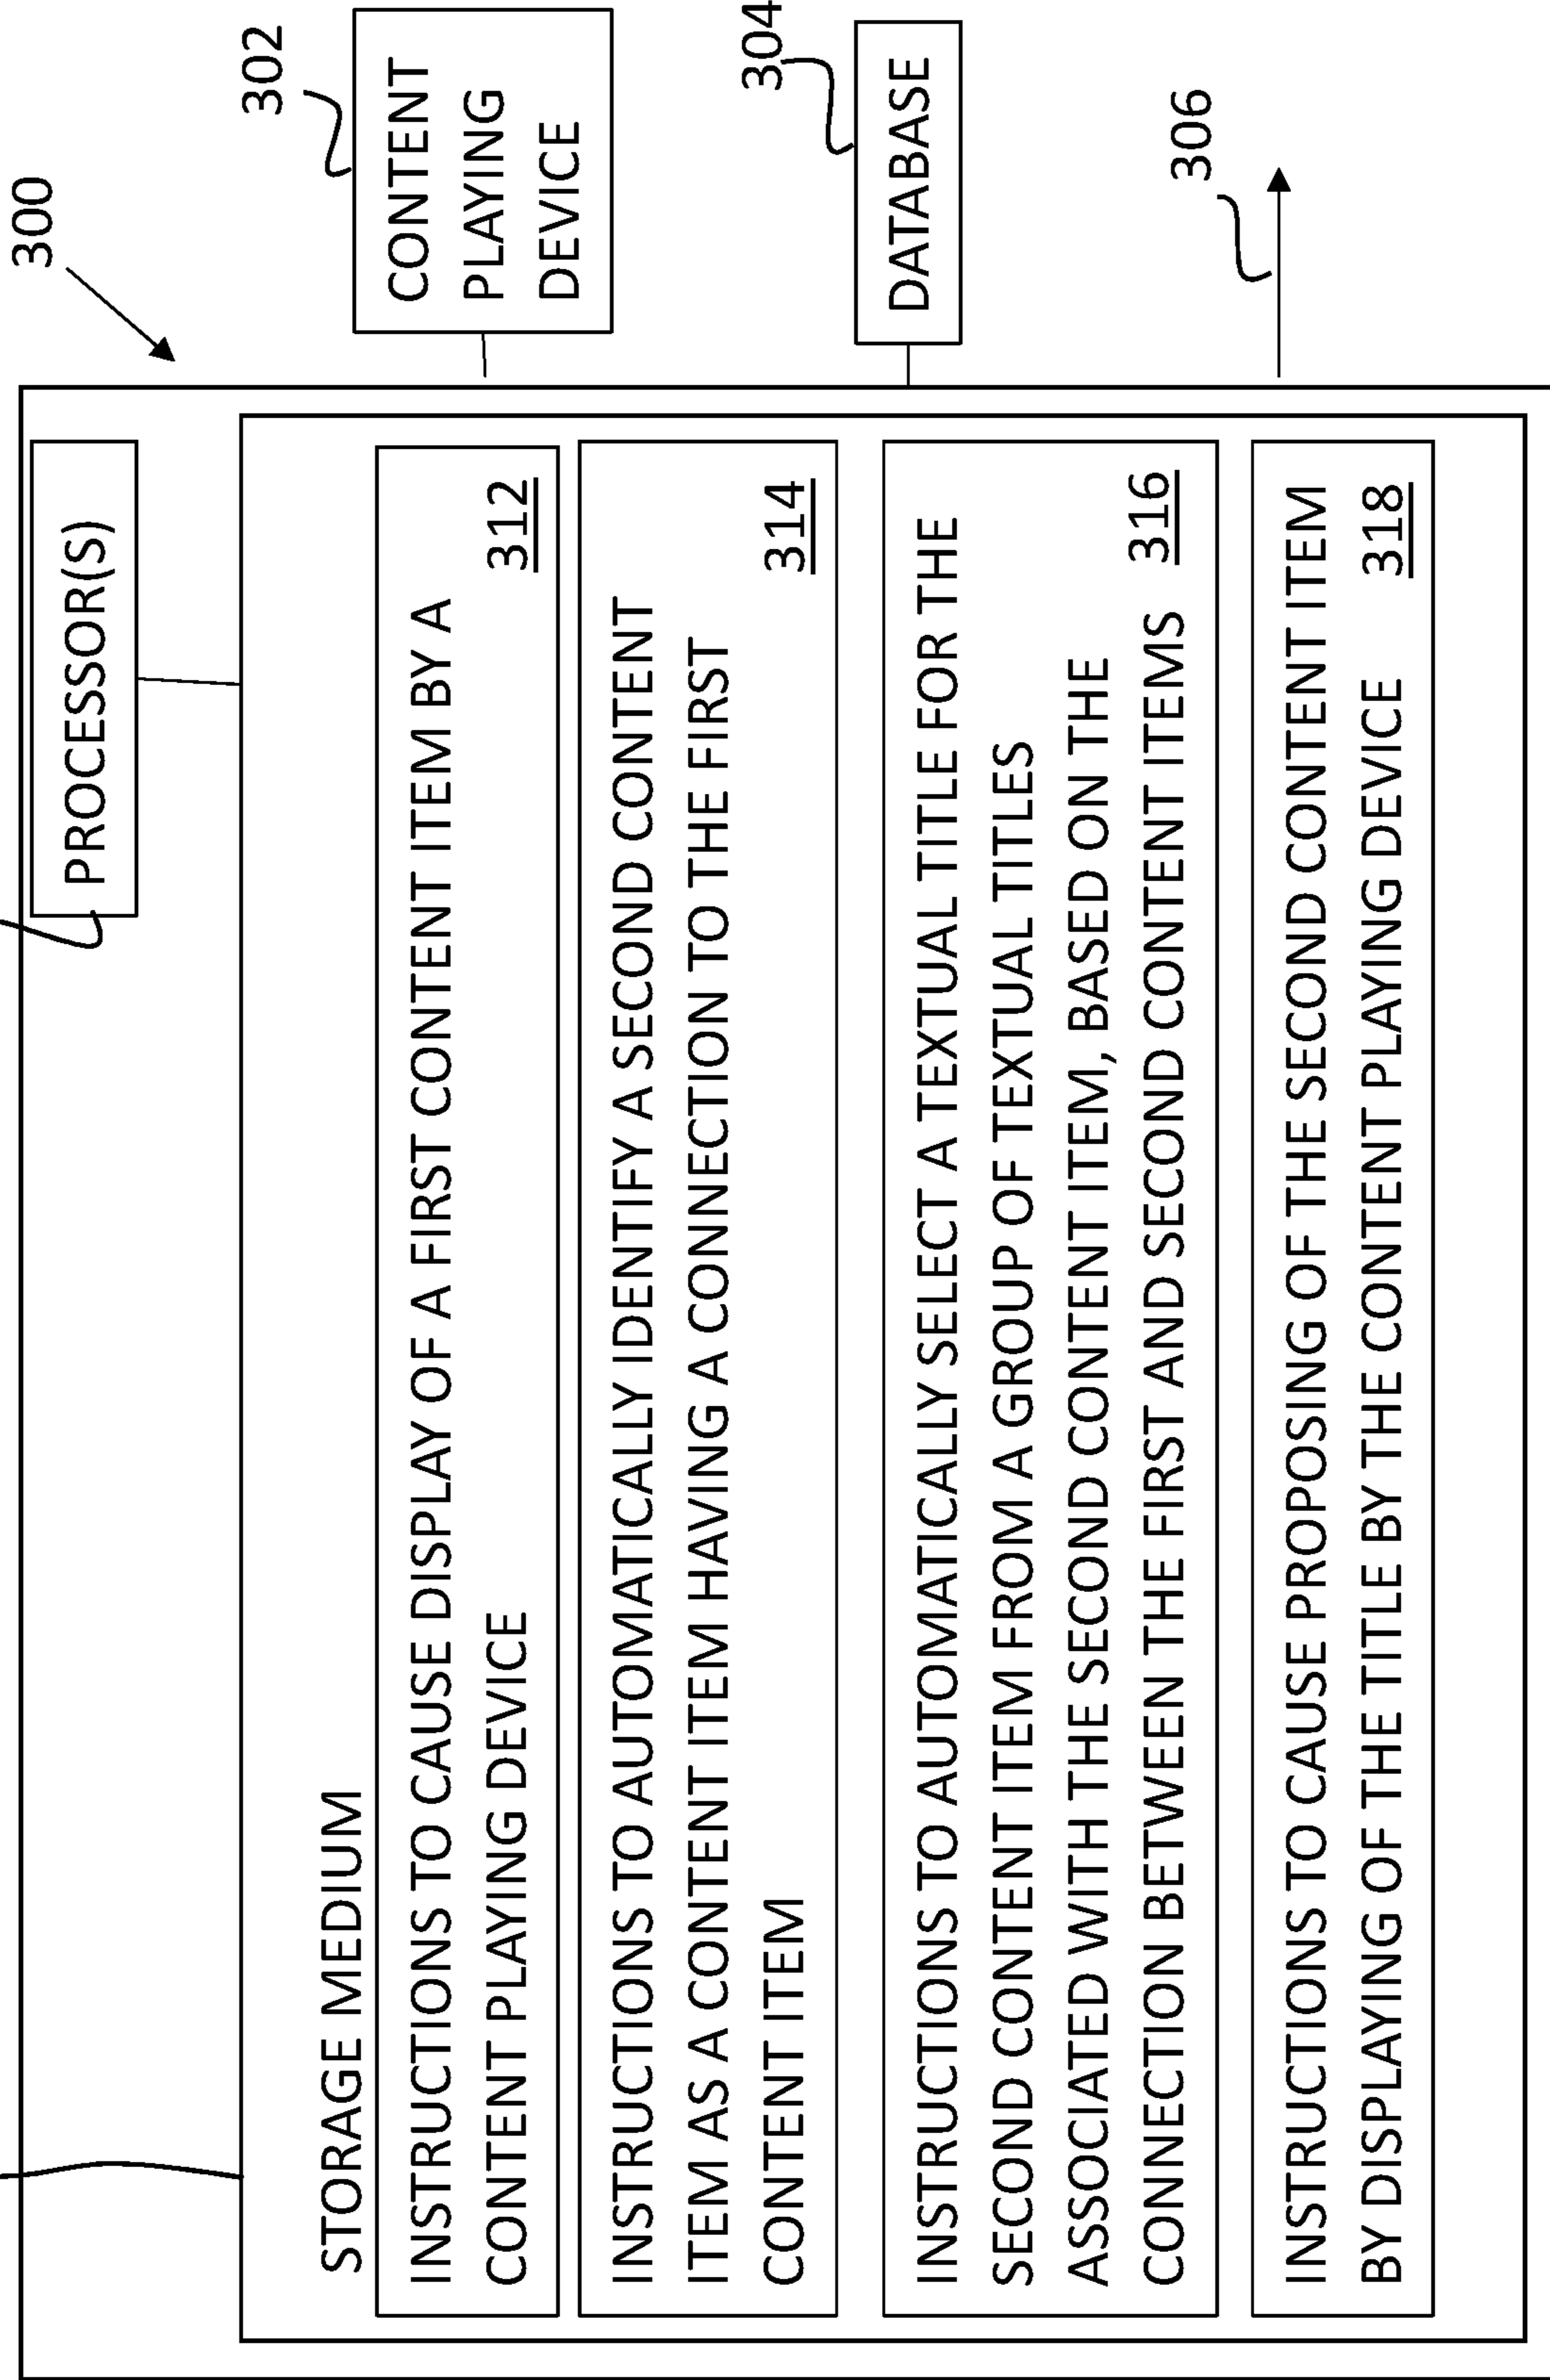 300
302
CONTENT
PLAYING
DEVICE
304
DATABASE
306
PROCESSOR(S)
STORAGE MEDIUM
INSTRUCTIONS TO CAUSE DISPLAY OF A FIRST CONTENT ITEM BY A
CONTENT PLAYING DEVICE 312
INSTRUCTIONS TO AUTOMATICALLY IDENTIFY A SECOND CONTENT
ITEM AS A CONTENT ITEM HAVING A CONNECTION TO THE FIRST
CONTENT ITEM 314
INSTRUCTIONS TO AUTOMATICALLY SELECT A TEXTUAL TITLE FOR THE
SECOND CONTENT ITEM FROM A GROUP OF TEXTUAL TITLES
ASSOCIATED WITH THE SECOND CONTENT ITEM, BASED ON THE
CONNECTION BETWEEN THE FIRST AND SECOND CONTENT ITEMS 316
INSTRUCTIONS TO CAUSE PROPOSING OF THE SECOND CONTENT ITEM
BY DISPLAYING OF THE TITLE BY THE CONTENT PLAYING DEVICE 318